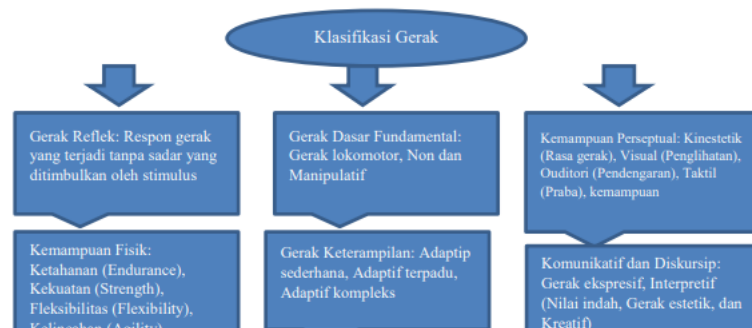 Klasifikasi Gerak
Gerak Reflek: Respon gerak
yang terjadi tanpa sadar yang
ditimbulkan oleh stimulus
Gerak Dasar Fundamental:
Gerak lokomotor, Non dan
Manipulatif
Kemampuan Perseptual: Kinestetik
(Rasa gerak), Visual (Penglihatan),
Ouditori (Pendengaran), Taktil
(Praba), kemampuan
Kemampuan Fisik:
Ketahanan (Endurance),
Kekuatan (Strength),
Fleksibilitas (Flexibility),
Kelincahan (Agility)
Gerak Keterampilan: Adaptip
sederhana, Adaptif terpadu,
Adaptif kompleks
Komunikatif dan Diskursip:
Gerak ekspresif, Interpretif
(Nilai indah, Gerak estetik, dan
Kreatif)